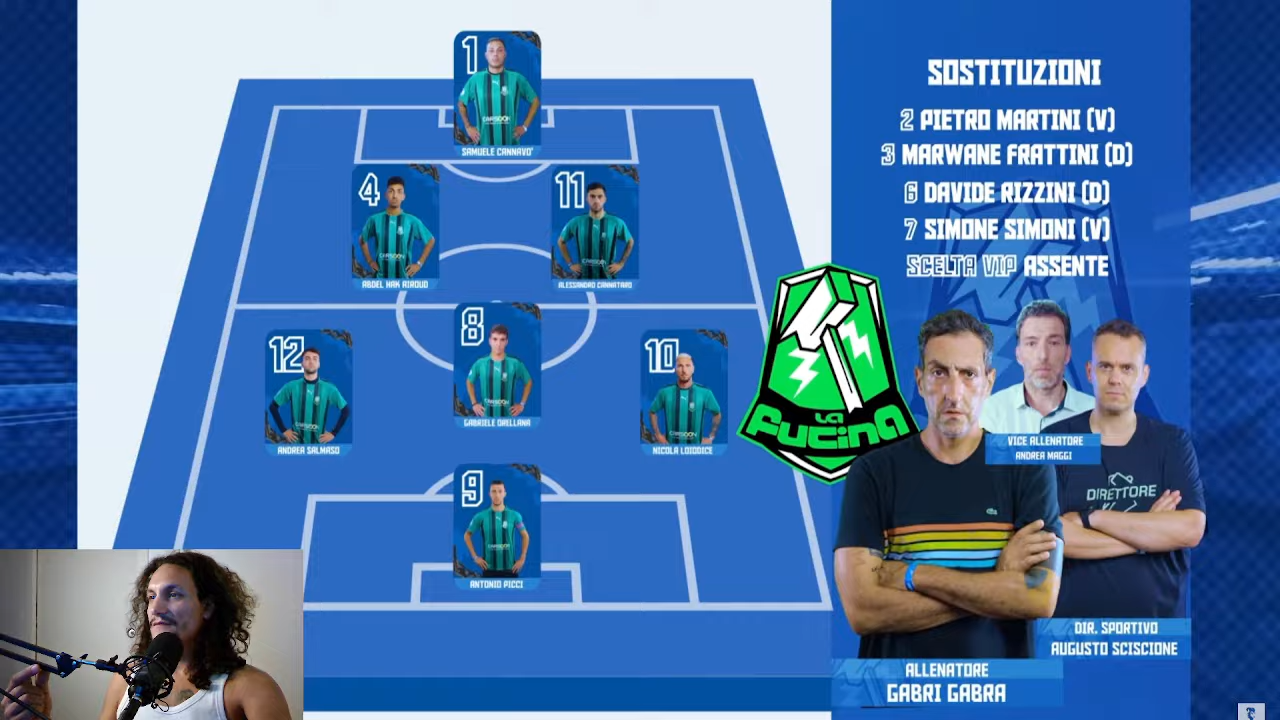 1
SAMUELE CANNAVO'
4
ABDEL HAK AIROUD
11
ALESSANDRO CANNATARO
12
ANDREA SALMASO
8
GABRIELE ORILLANA
10
NICOLA LOIODICE
9
ANTONIO PICCI
SOSTITUZIONI
2 PIETRO MARTINI (V)
3 MARWANE FRATTINI (D)
6 DAVIDE RIZZINI (D)
7 SIMONE SIMONI (V)
SCELTA VIP ASSENTE
LA
FUCINA
VICE ALLENATORE
ANDREA MAGGI
DIRETTORE
DIR. SPORTIVO
AUGUSTO SCISCIONE
ALLENATORE
GABRI GABRA